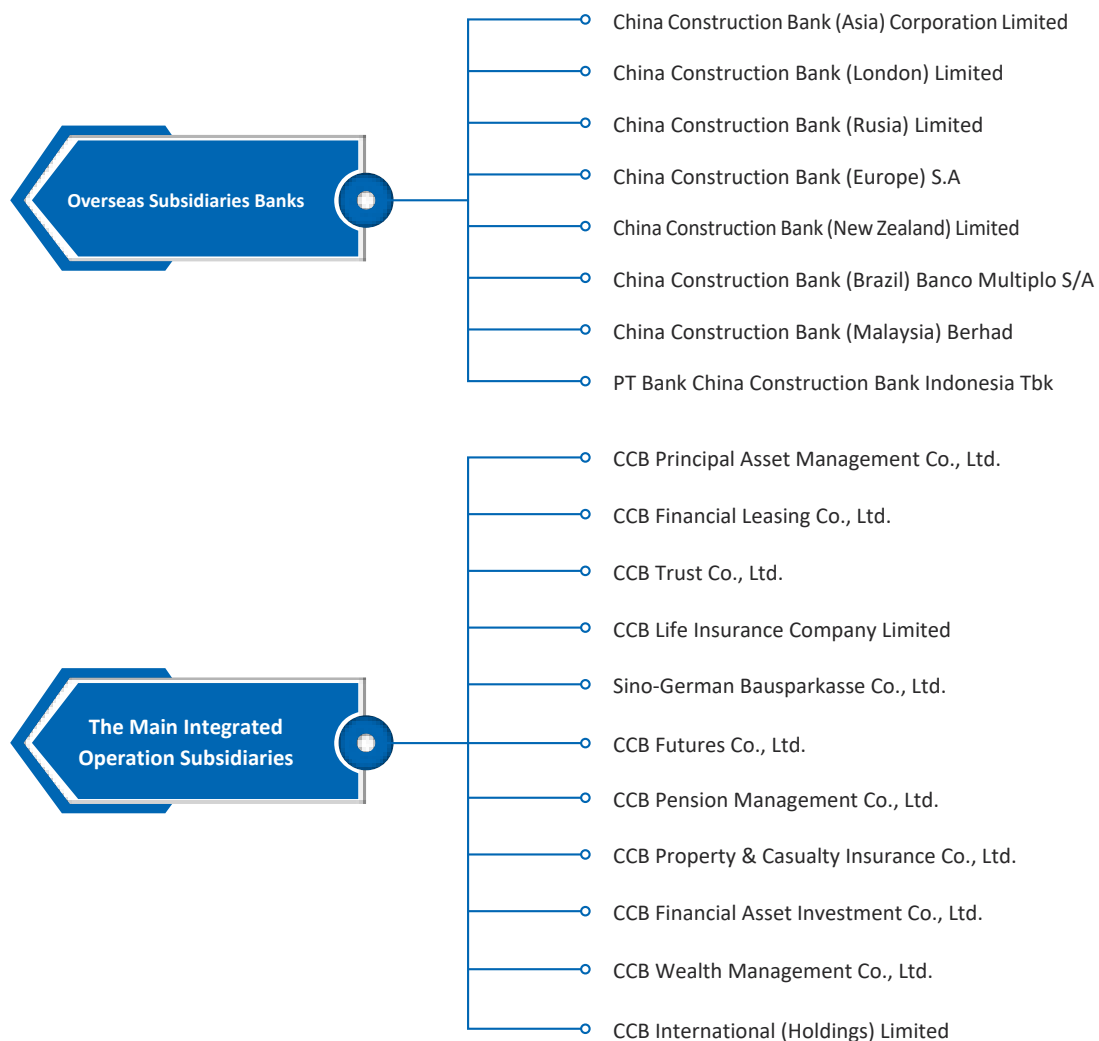 Overseas Subsidiaries Banks
China Construction Bank (Asia) Corporation Limited
China Construction Bank (London) Limited
China Construction Bank (Rusia) Limited
China Construction Bank (Europe) S.A
China Construction Bank (New Zealand) Limited
China Construction Bank (Brazil) Banco Multiplo S/A
China Construction Bank (Malaysia) Berhad
PT Bank China Construction Bank Indonesia Tbk
The Main Integrated
Operation Subsidiaries
CCB Principal Asset Management Co., Ltd.
CCB Financial Leasing Co., Ltd.
CCB Trust Co., Ltd.
CCB Life Insurance Company Limited
Sino-German Bausparkasse Co., Ltd.
CCB Futures Co., Ltd.
CCB Pension Management Co., Ltd.
CCB Property & Casualty Insurance Co., Ltd.
CCB Financial Asset Investment Co., Ltd.
CCB Wealth Management Co., Ltd.
CCB International (Holdings) Limited